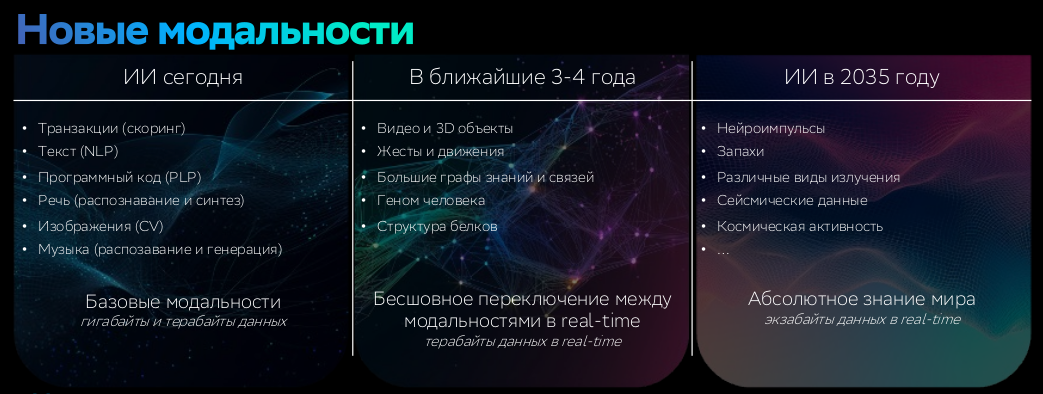 Новые модальности
ИИ сегодня
• Транзакции (скоринг)
• Текст (NLP)
• Программный код (PLP)
• Речь (распознавание и синтез)
• Изображения (CV)
• Музыка (распозавание и генерация)
Базовые модальности
гигабайты и терабайты данных
В ближайшие 3-4 года
• Видео и 3D объекты
• Жесты и движения
• Большие графы знаний и связей
• Геном человека
• Структура белков
Бесшовное переключение между
модальностями в real-time
терабайты данных в real-time
ИИ в 2035 году
• Нейроимпульсы
• Запахи
• Различные виды излучения
• Сейсмические данные
• Космическая активность
• ...
Абсолютное знание мира
экзабайты данных в real-time